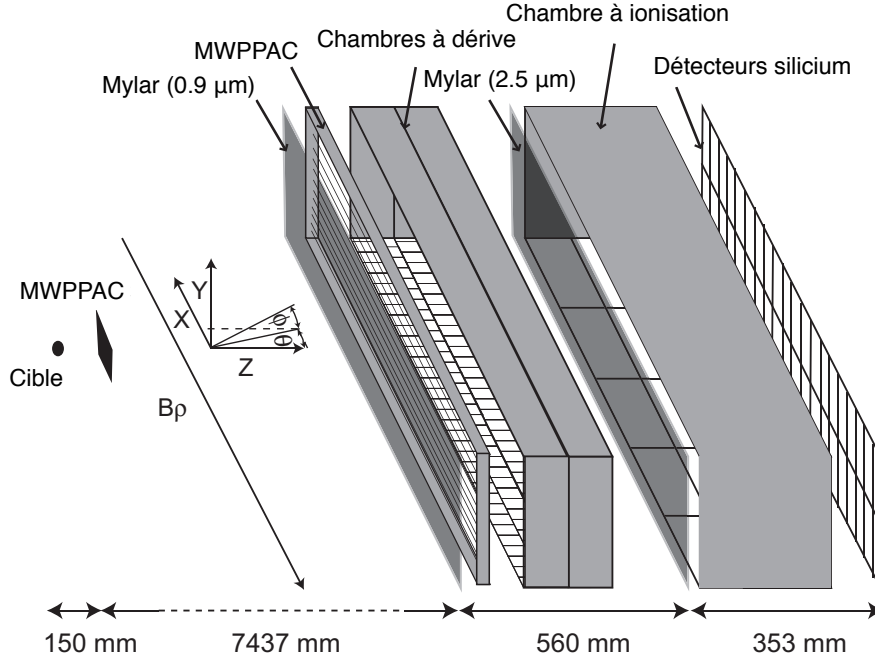 Chambre à ionisation
Chambres à dérive
MWPPAC
Détecteurs silicium
Mylar (0.9 µm)
Mylar (2.5 µm)
MWPPAC
Y
X
ϕ
θ
Z
Cible
Bρ
150 mm
7437 mm
560 mm
353 mm